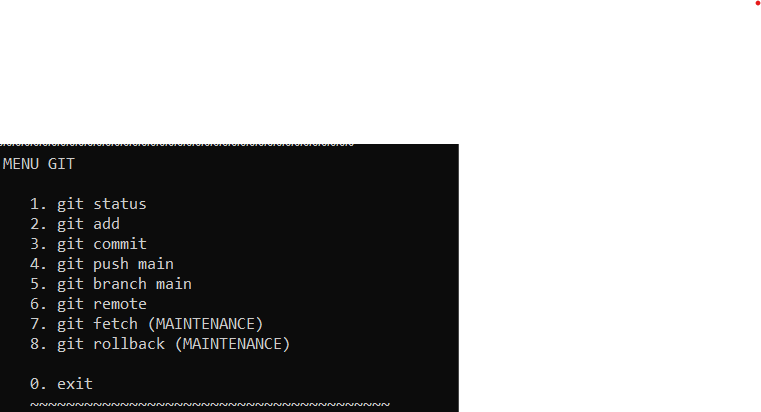 MENU GIT
1. git status
2. git add
3. git commit
4. git push main
5. git branch main
6. git remote
7. git fetch (MAINTENANCE)
8. git rollback (MAINTENANCE)
0. exit
~~~~~~~~~~~~~~~~~~~~~~~~~~~~~~~~~~~~~~~~